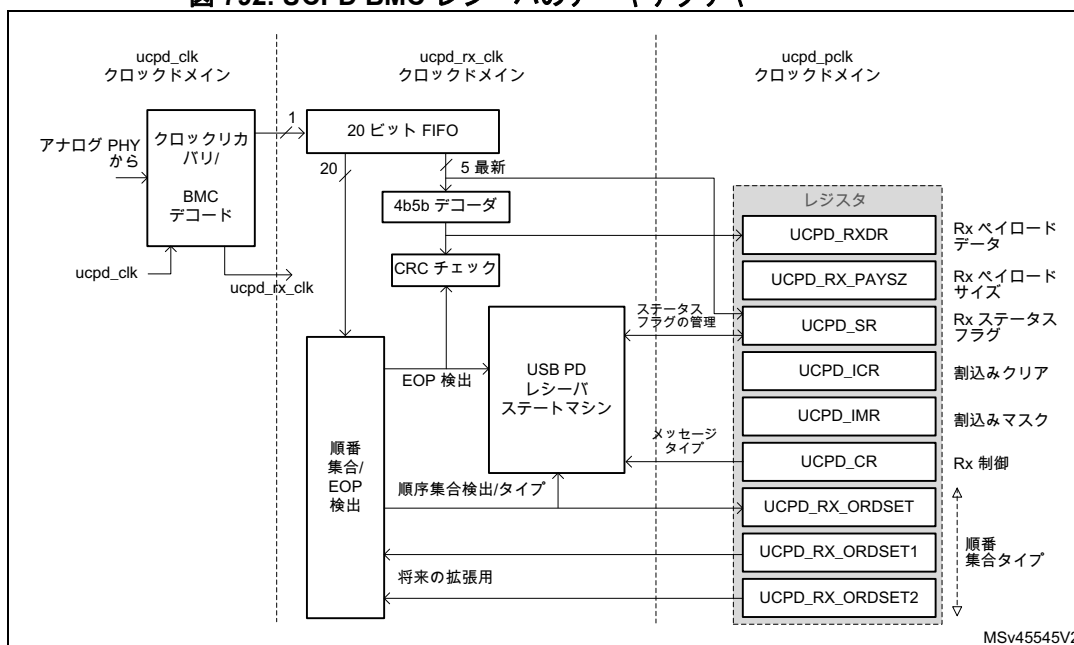 ucpd_clk
クロックドメイン
ucpd_rx_clk
クロックドメイン
ucpd_pclk
クロックドメイン
アナログ PHY
から
クロックリカ
バリ/
BMC
デコード
1
20 ビット FIFO
20
5 最新
4b5b デコーダ
CRC チェック
ucpd_clk
ucpd_rx_clk
順番
集合/
EOP
検出
EOP 検出
USB PD
レシーバ
ステートマシン
ステータス
フラグの管理
メッセージ
タイプ
順序集合検出/タイプ
将来の拡張用
レジスタ
UCPD_RXDR
Rx ペイロード
データ
UCPD_RX_PAYSZ
Rx ペイロード
サイズ
UCPD_SR
Rx ステータス
フラグ
UCPD_ICR
割込みクリア
UCPD_IMR
割込みマスク
UCPD_CR
Rx 制御
UCPD_RX_ORDSET
UCPD_RX_ORDSET1
UCPD_RX_ORDSET2
順番
集合タイプ
MSv45545V2